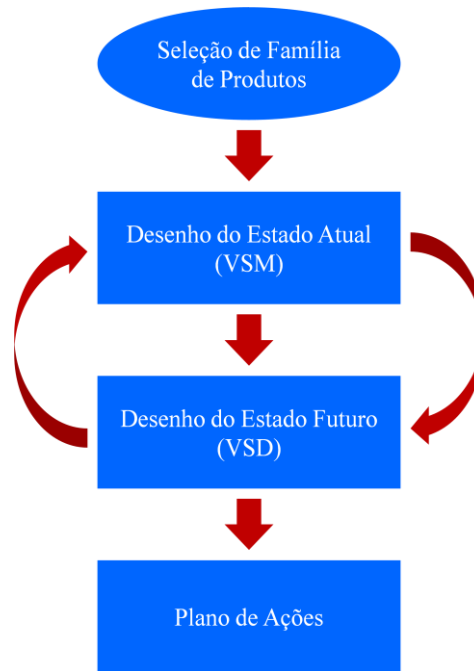 Seleção de Família
de Produtos
Desenho do Estado Atual
(VSM)
Desenho do Estado Futuro
(VSD)
Plano de Ações